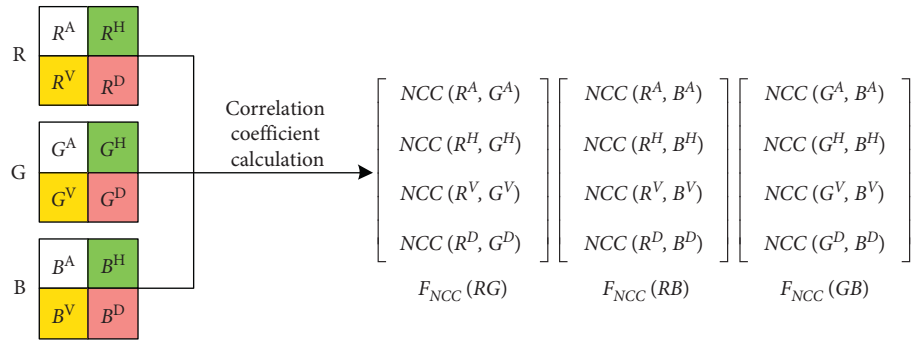 R
R^A R^H
R^V R^D
G
G^A G^H
G^V G^D
B
B^A B^H
B^V B^D
Correlation
coefficient
calculation
NCC (R^A, G^A)
NCC (R^H, G^H)
NCC (R^V, G^V)
NCC (R^D, G^D)
F_NCC (RG)
NCC (R^A, B^A)
NCC (R^H, B^H)
NCC (R^V, B^V)
NCC (R^D, B^D)
F_NCC (RB)
NCC (G^A, B^A)
NCC (G^H, B^H)
NCC (G^V, B^V)
NCC (G^D, B^D)
F_NCC (GB)